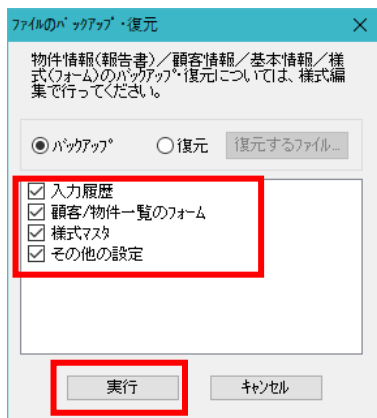 ﾌｧｲﾙのﾊﾞｯｸｱｯﾌﾟ・復元
物件情報(報告書)／顧客情報／基本情報／様
式(ﾌｫｰﾑ)のﾊﾞｯｸｱｯﾌﾟ・復元については、様式編
集で行ってください。
ﾊﾞｯｸｱｯﾌﾟ 復元 復元するﾌｧｲﾙ...
入力履歴
顧客/物件一覧のﾌｫｰﾑ
様式ﾏｽﾀ
その他の設定
実行 ｷｬﾝｾﾙ